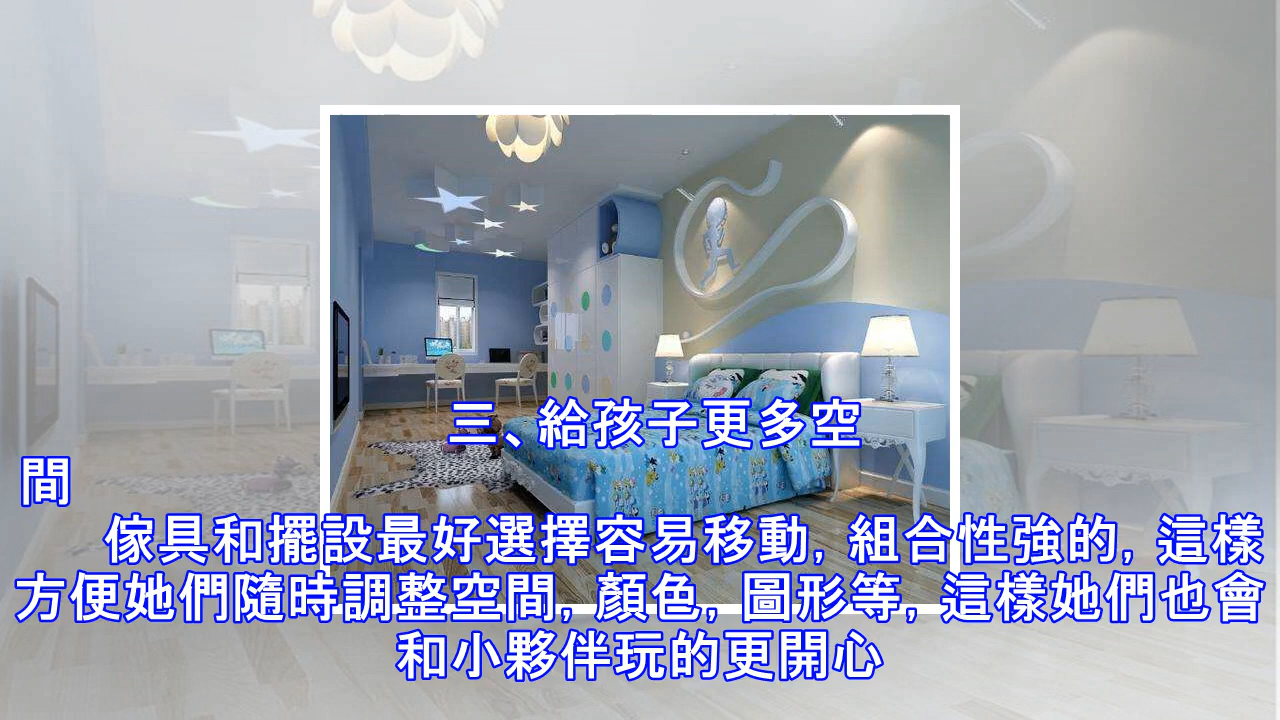 三、給孩子更多空
間
傢具和擺設最好選擇容易移動, 組合性強的, 這樣
方便她們隨時調整空間, 顏色, 圖形等, 這樣她們也會
和小夥伴玩的更開心